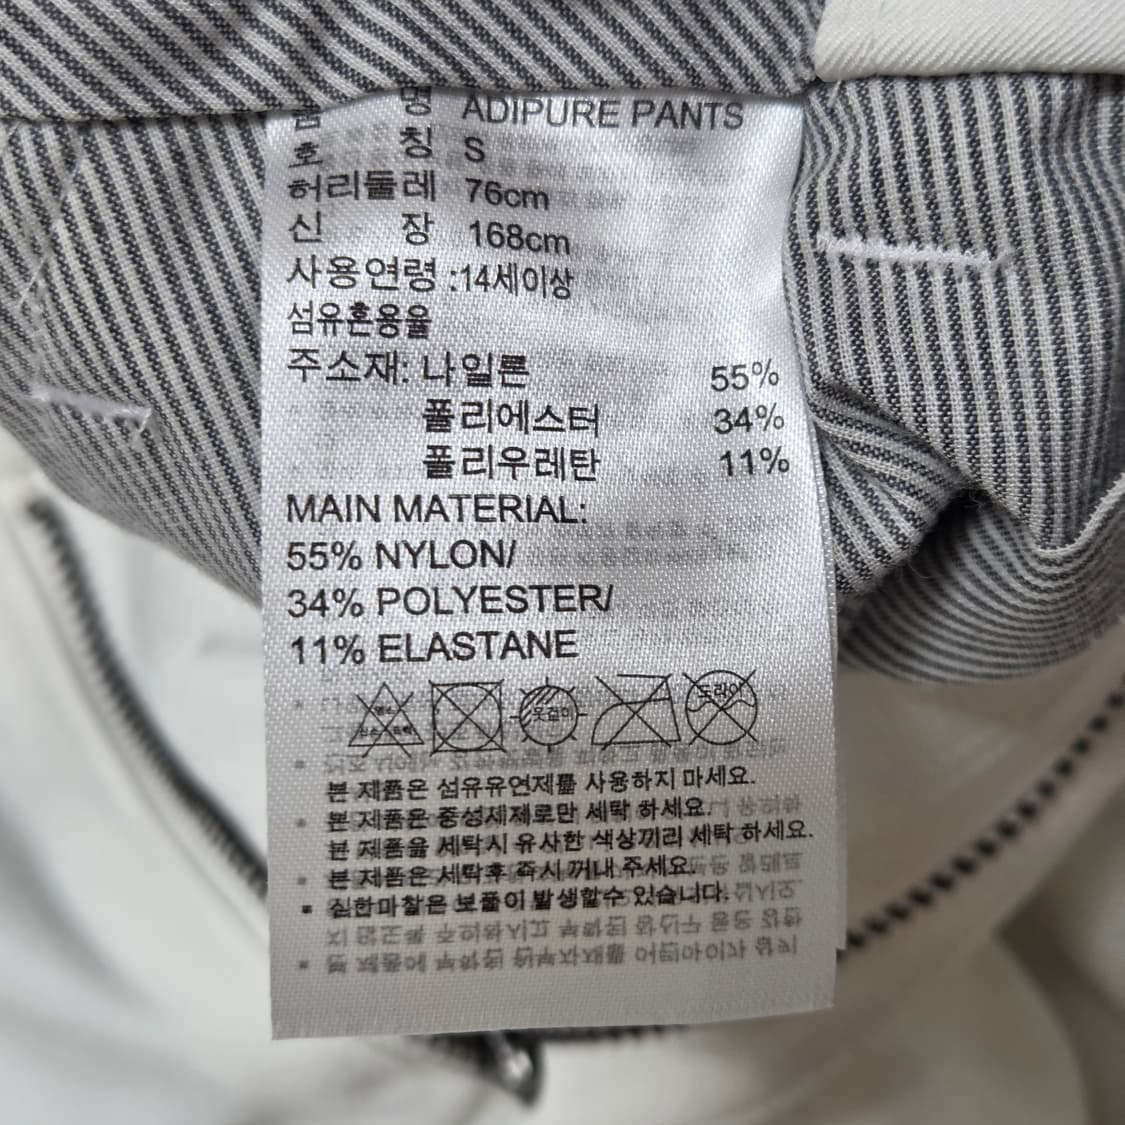 품 명 ADIPURE PANTS
호 칭 S
허리둘레 76cm
신 장 168cm
사용연령 :14세이상
섬유혼용율
주소재: 나일론 55%
폴리에스터 34%
폴리우레탄 11%
MAIN MATERIAL:
55% NYLON/
34% POLYESTER/
11% ELASTANE
옷걸이 드라이
본 제품은 섬유유연제를 사용하지 마세요.
본 제품은 중성세제로만 세탁 하세요.
본 제품을 세탁시 유사한 색상끼리 세탁 하세요.
본 제품은 세탁후 즉시 꺼내 주세요.
심한마찰은 보풀이 발생할수 있습니다.